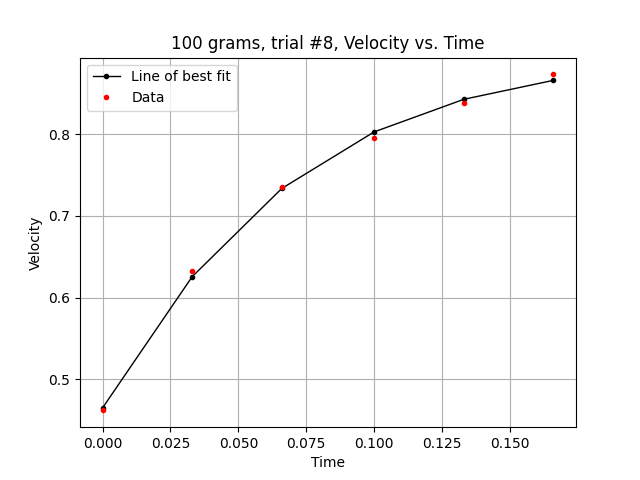 100 grams, trial #8, Velocity vs. Time
Line of best fit
Data
0.8
0.7
0.6
0.5
Velocity
0.000 0.025 0.050 0.075 0.100 0.125 0.150
Time